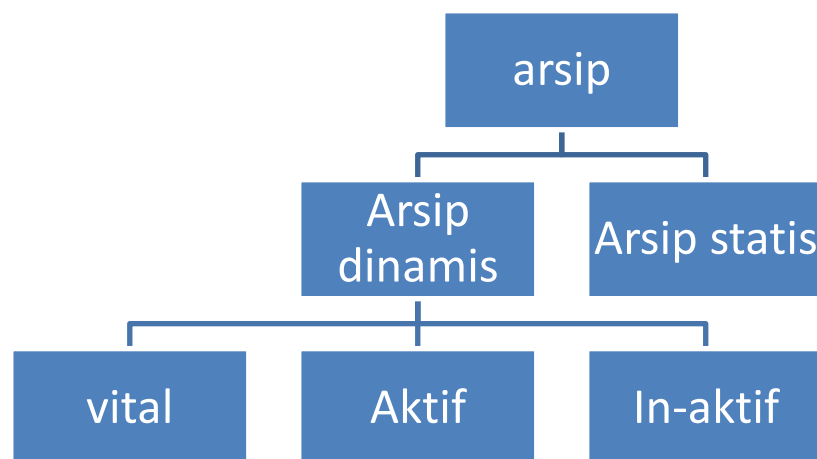 arsip
Arsip
dinamis
Arsip statis
vital
Aktif
In-aktif